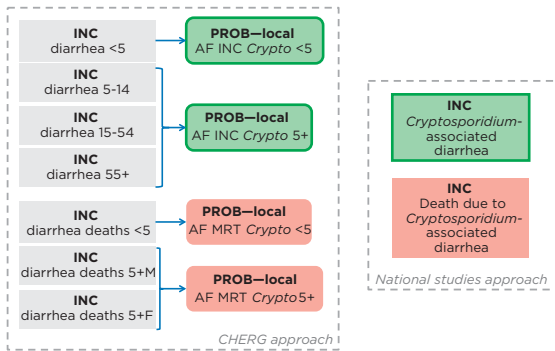 INC
diarrhea <5
PROB—local
AF INC Crypto <5
INC
diarrhea 5-14
INC
diarrhea 15-54
INC
diarrhea 55+
PROB—local
AF INC Crypto 5+
INC
diarrhea deaths <5
PROB—local
AF MRT Crypto <5
INC
diarrhea deaths 5+M
INC
diarrhea deaths 5+F
PROB—local
AF MRT Crypto 5+
CHERG approach
INC
Cryptosporidium-
associated
diarrhea
INC
Death due to
Cryptosporidium-
associated
diarrhea
National studies approach